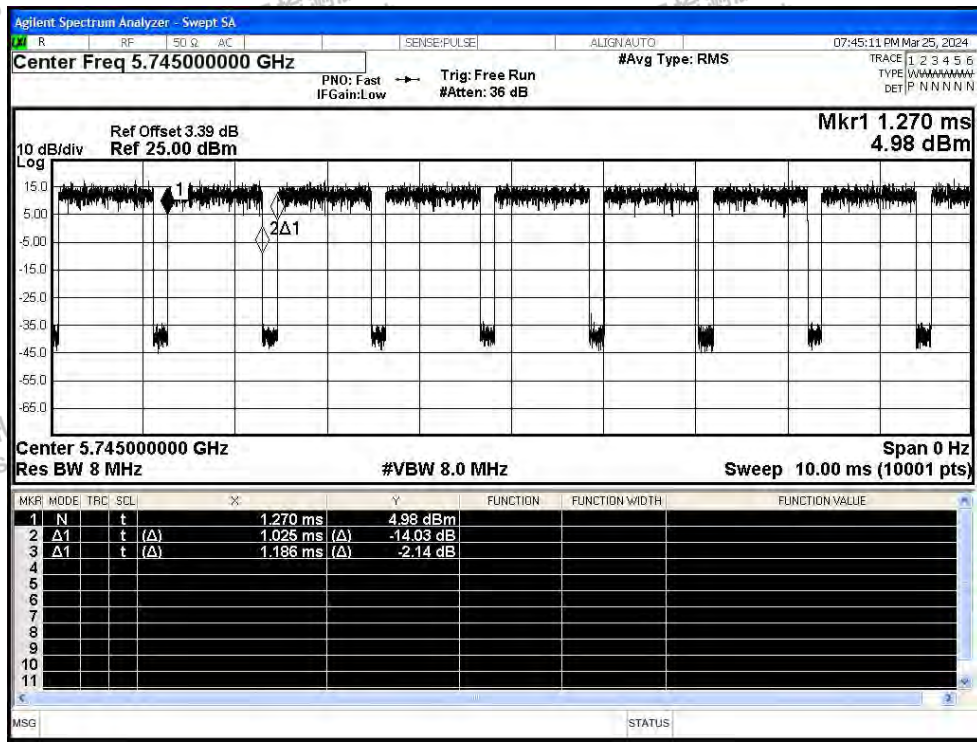 Agilent Spectrum Analyzer - Swept SA
R RF 50 Ω AC SENSE:PULSE ALIGN AUTO 07:45:11 PM Mar 25, 2024
Center Freq 5.745000000 GHz #Avg Type: RMS TRACE 1 2 3 4 5 6
PNO: Fast Trig: Free Run TYPE WWWWWW
IFGain:Low #Atten: 36 dB DET P N N N N N
Mkr1 1.270 ms
Ref Offset 3.39 dB 4.98 dBm
10 dB/div Ref 25.00 dBm
Log
15.0
5.00
-5.00
-15.0
-25.0
-35.0
-45.0
-55.0
-65.0
1
2Δ1
Center 5.745000000 GHz Span 0 Hz
Res BW 8 MHz #VBW 8.0 MHz Sweep 10.00 ms (10001 pts)
MKR MODE TRC SCL X Y FUNCTION FUNCTION WIDTH FUNCTION VALUE
1 N t 1.270 ms 4.98 dBm
2 Δ1 t (Δ) 1.025 ms (Δ) -14.03 dB
3 Δ1 t (Δ) 1.186 ms (Δ) -2.14 dB
4
5
6
7
8
9
10
11
MSG STATUS